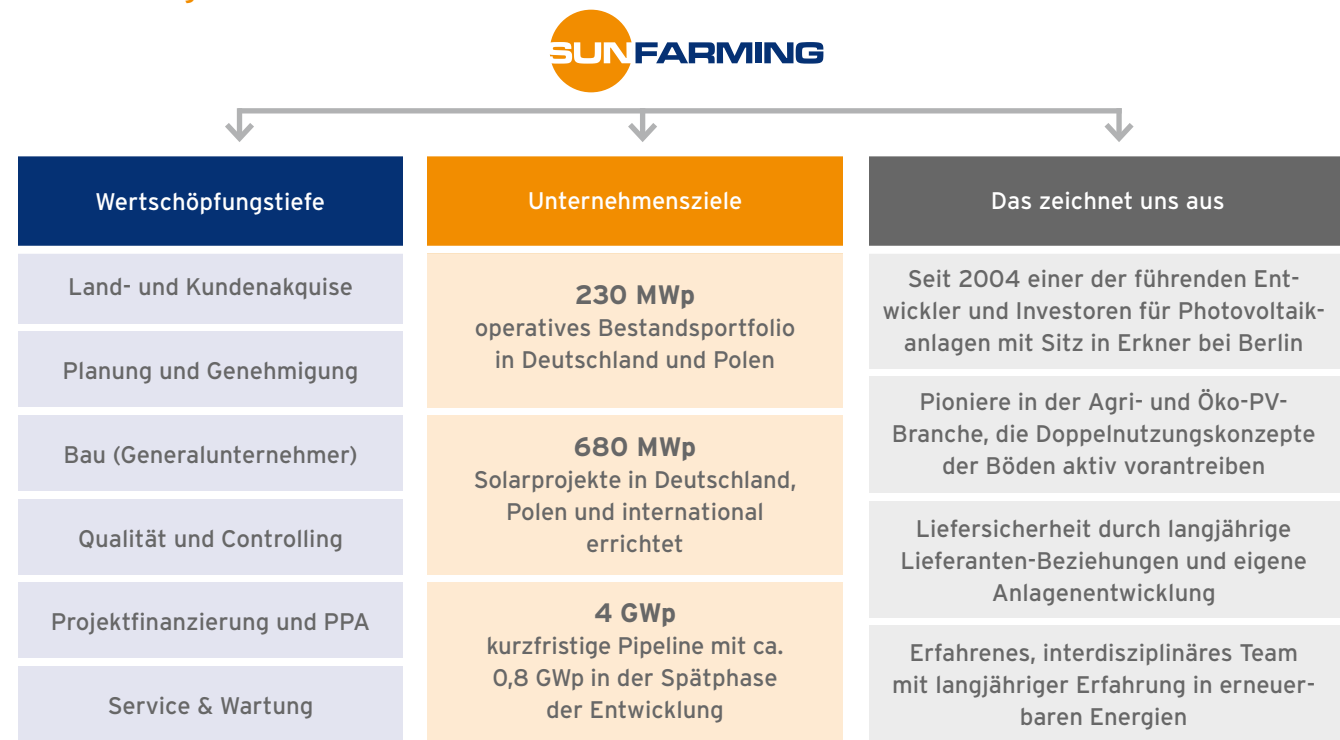 SUNFARMING
Wertschöpfungstiefe
Land- und Kundenakquise
Planung und Genehmigung
Bau (Generalunternehmer)
Qualität und Controlling
Projektfinanzierung und PPA
Service & Wartung
Unternehmensziele
230 MWp
operatives Bestandsportfolio
in Deutschland und Polen
680 MWp
Solarprojekte in Deutschland,
Polen und international
errichtet
4 GWp
kurzfristige Pipeline mit ca.
0,8 GWp in der Spätphase
der Entwicklung
Das zeichnet uns aus
Seit 2004 einer der führenden Ent-
wickler und Investoren für Photovoltaik-
anlagen mit Sitz in Erkner bei Berlin
Pioniere in der Agri- und Öko-PV-
Branche, die Doppelnutzungskonzepte
der Böden aktiv vorantreiben
Liefersicherheit durch langjährige
Lieferanten-Beziehungen und eigene
Anlagenentwicklung
Erfahrenes, interdisziplinäres Team
mit langjähriger Erfahrung in erneuer-
baren Energien